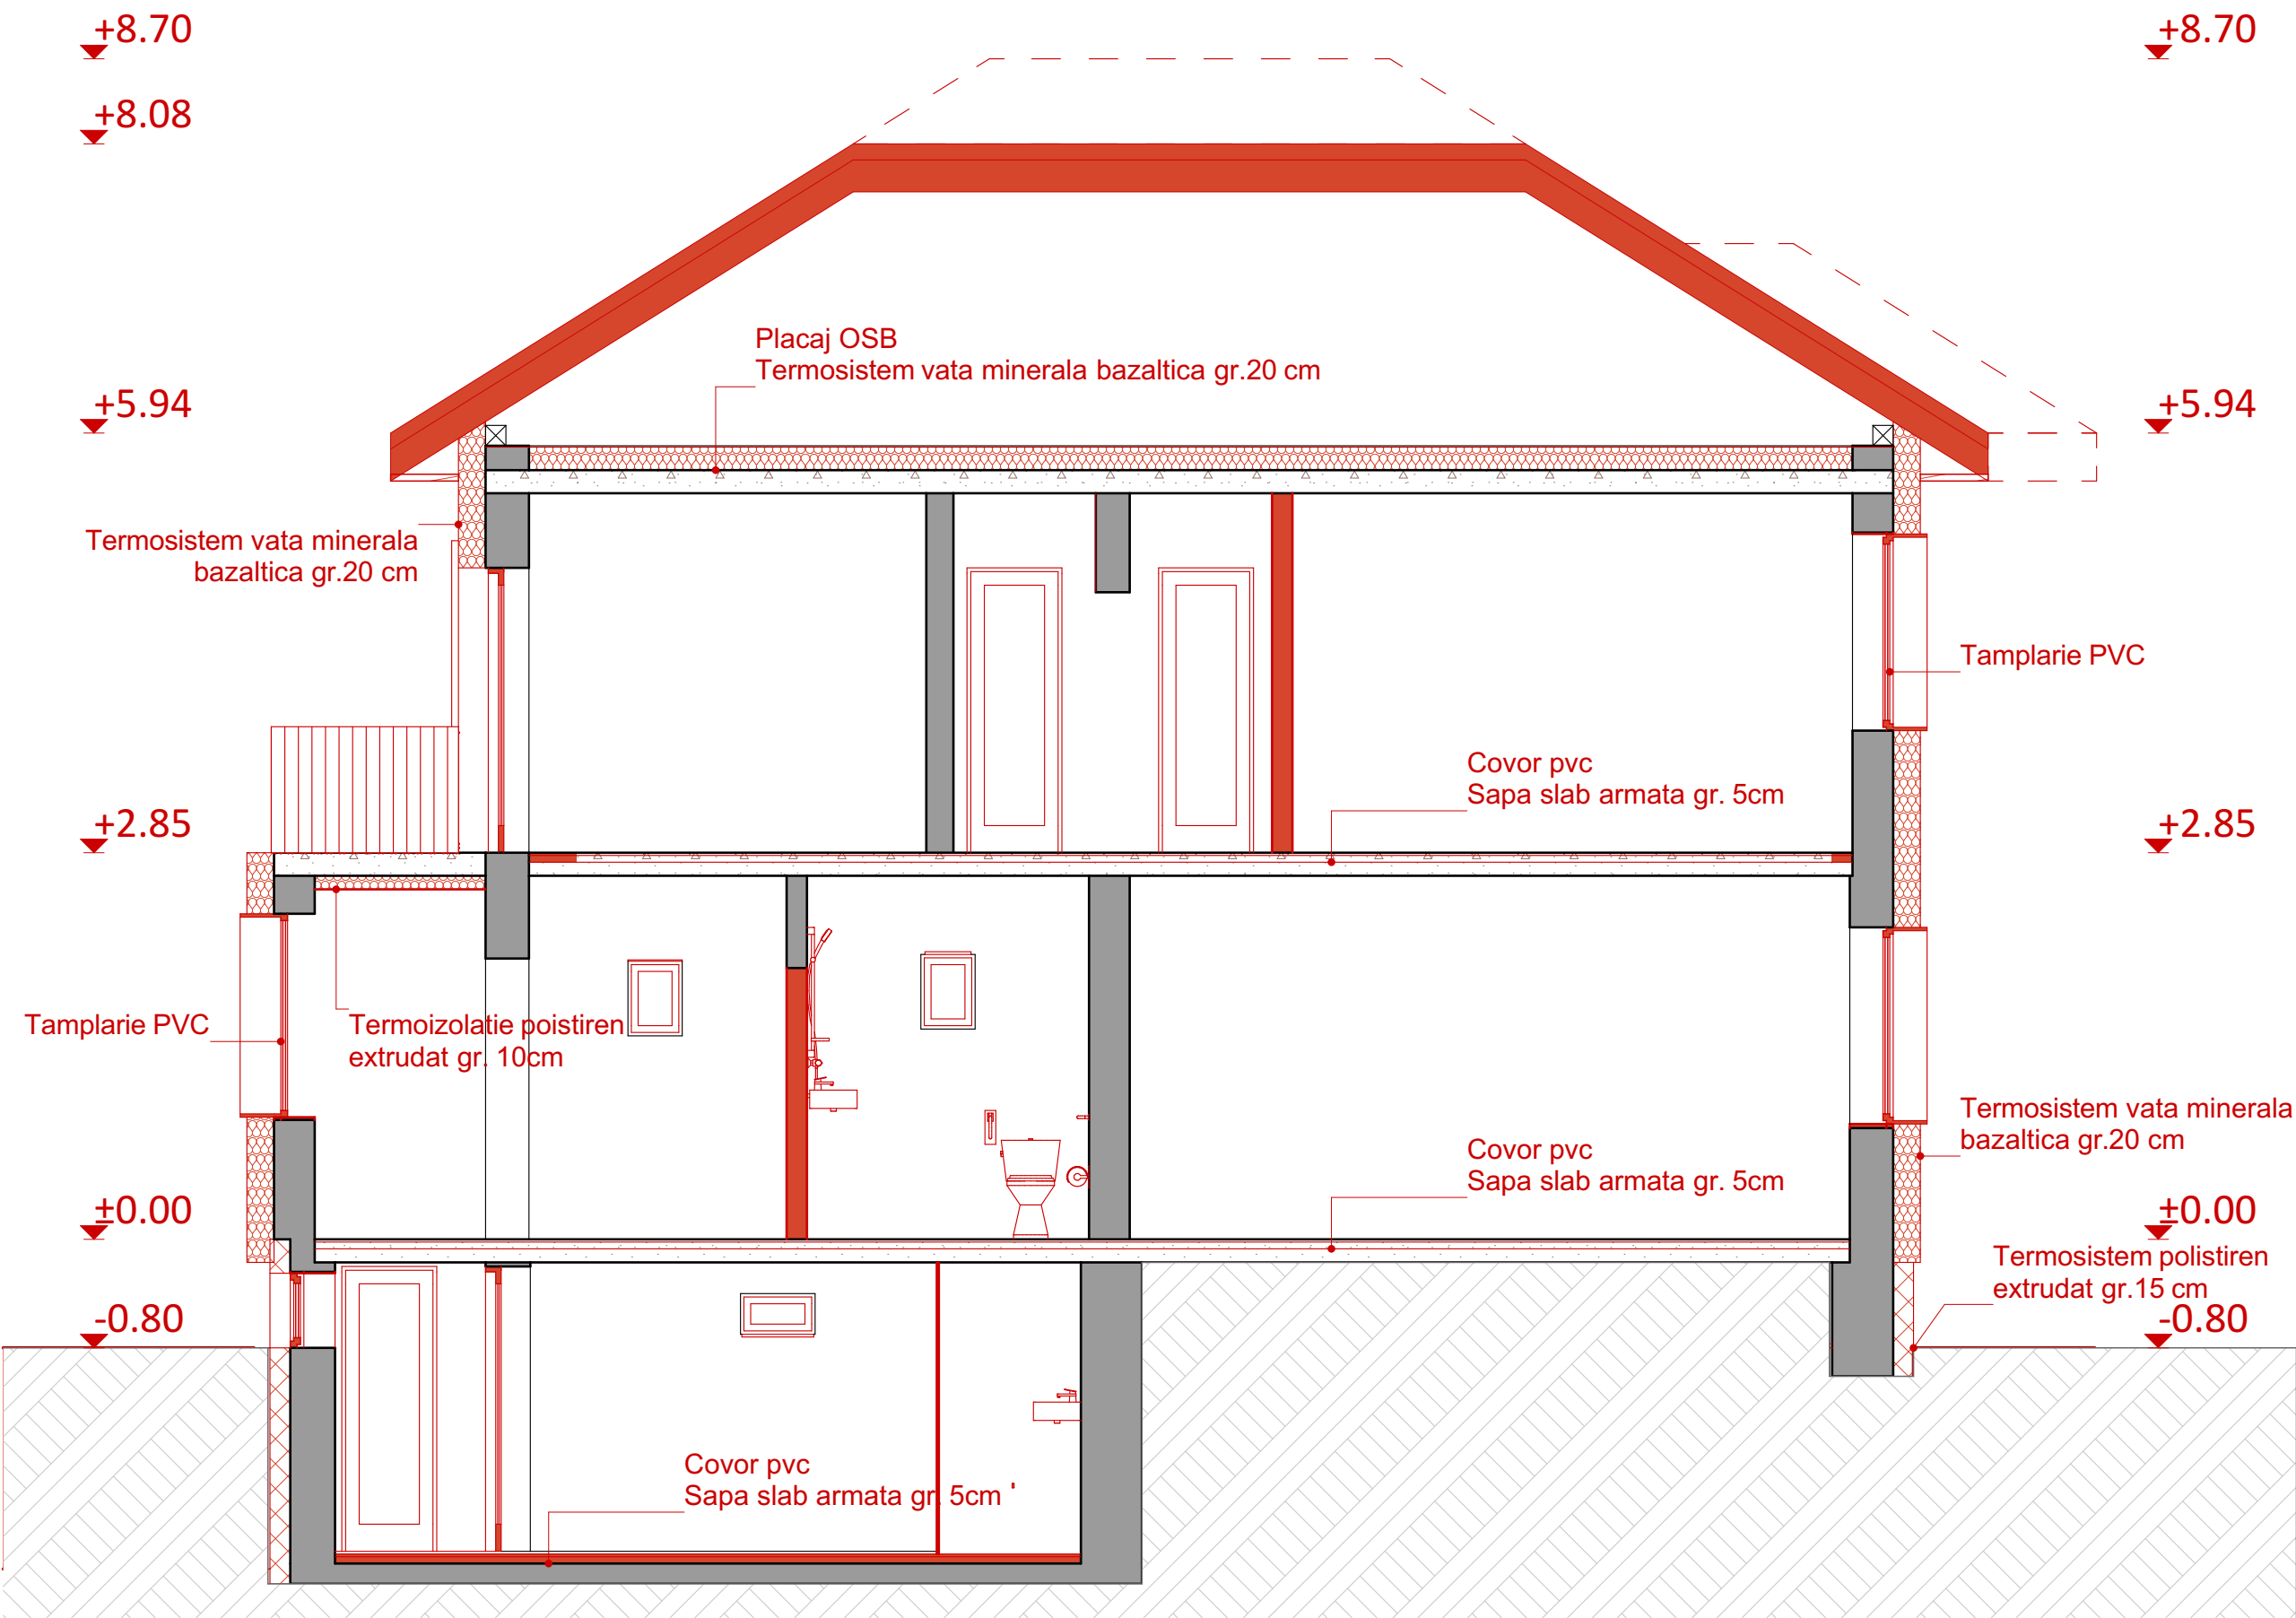 +8.70
+8.70
+8.08
Placaj OSB
Termosistem vata minerala bazaltica gr.20 cm
+5.94
+5.94
Termosistem vata minerala
bazaltica gr.20 cm
Tamplarie PVC
Covor pvc
Sapa slab armata gr. 5cm
+2.85
+2.85
Tamplarie PVC
Termoizolatie poistiren
extrudat gr. 10cm
Termosistem vata minerala
bazaltica gr.20 cm
Covor pvc
Sapa slab armata gr. 5cm
±0.00
±0.00
Termosistem polistiren
extrudat gr.15 cm
-0.80
-0.80
Covor pvc
Sapa slab armata gr. 5cm